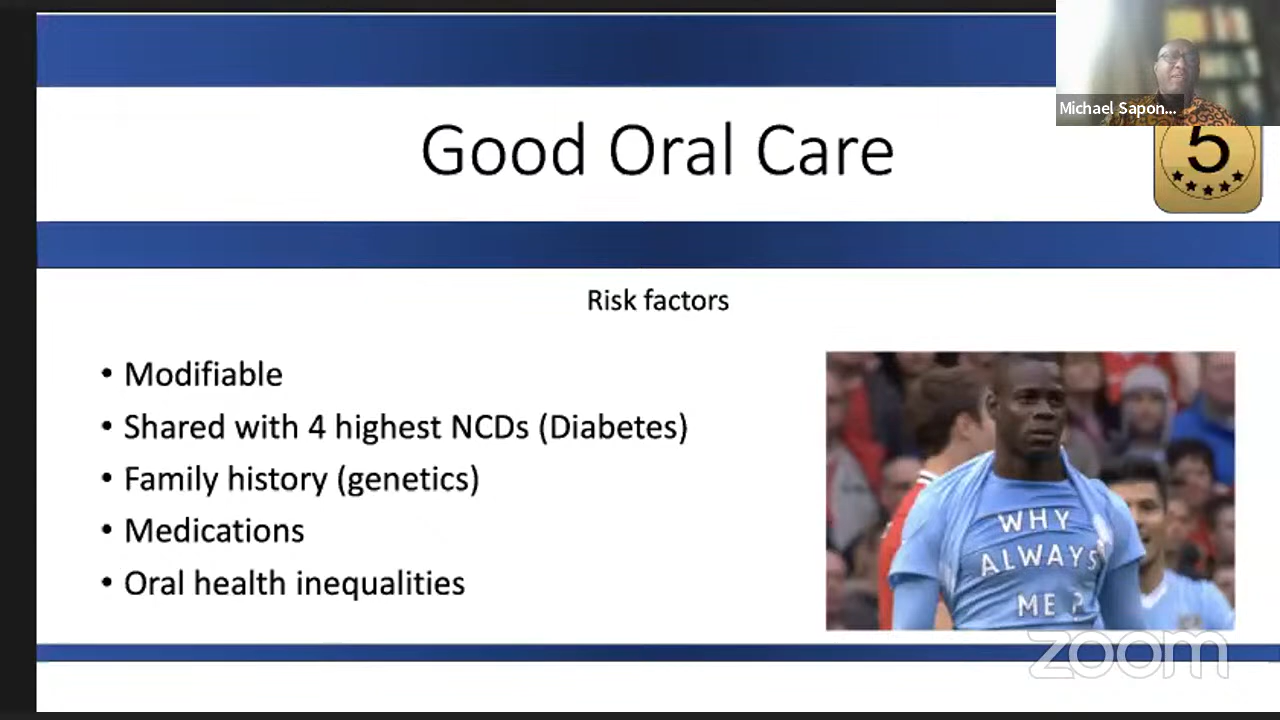 Michael Sapon...
5
Good Oral Care
Risk factors
• Modifiable
• Shared with 4 highest NCDs (Diabetes)
• Family history (genetics)
• Medications
• Oral health inequalities
WHY
ALWAYS
ME ?
zoom